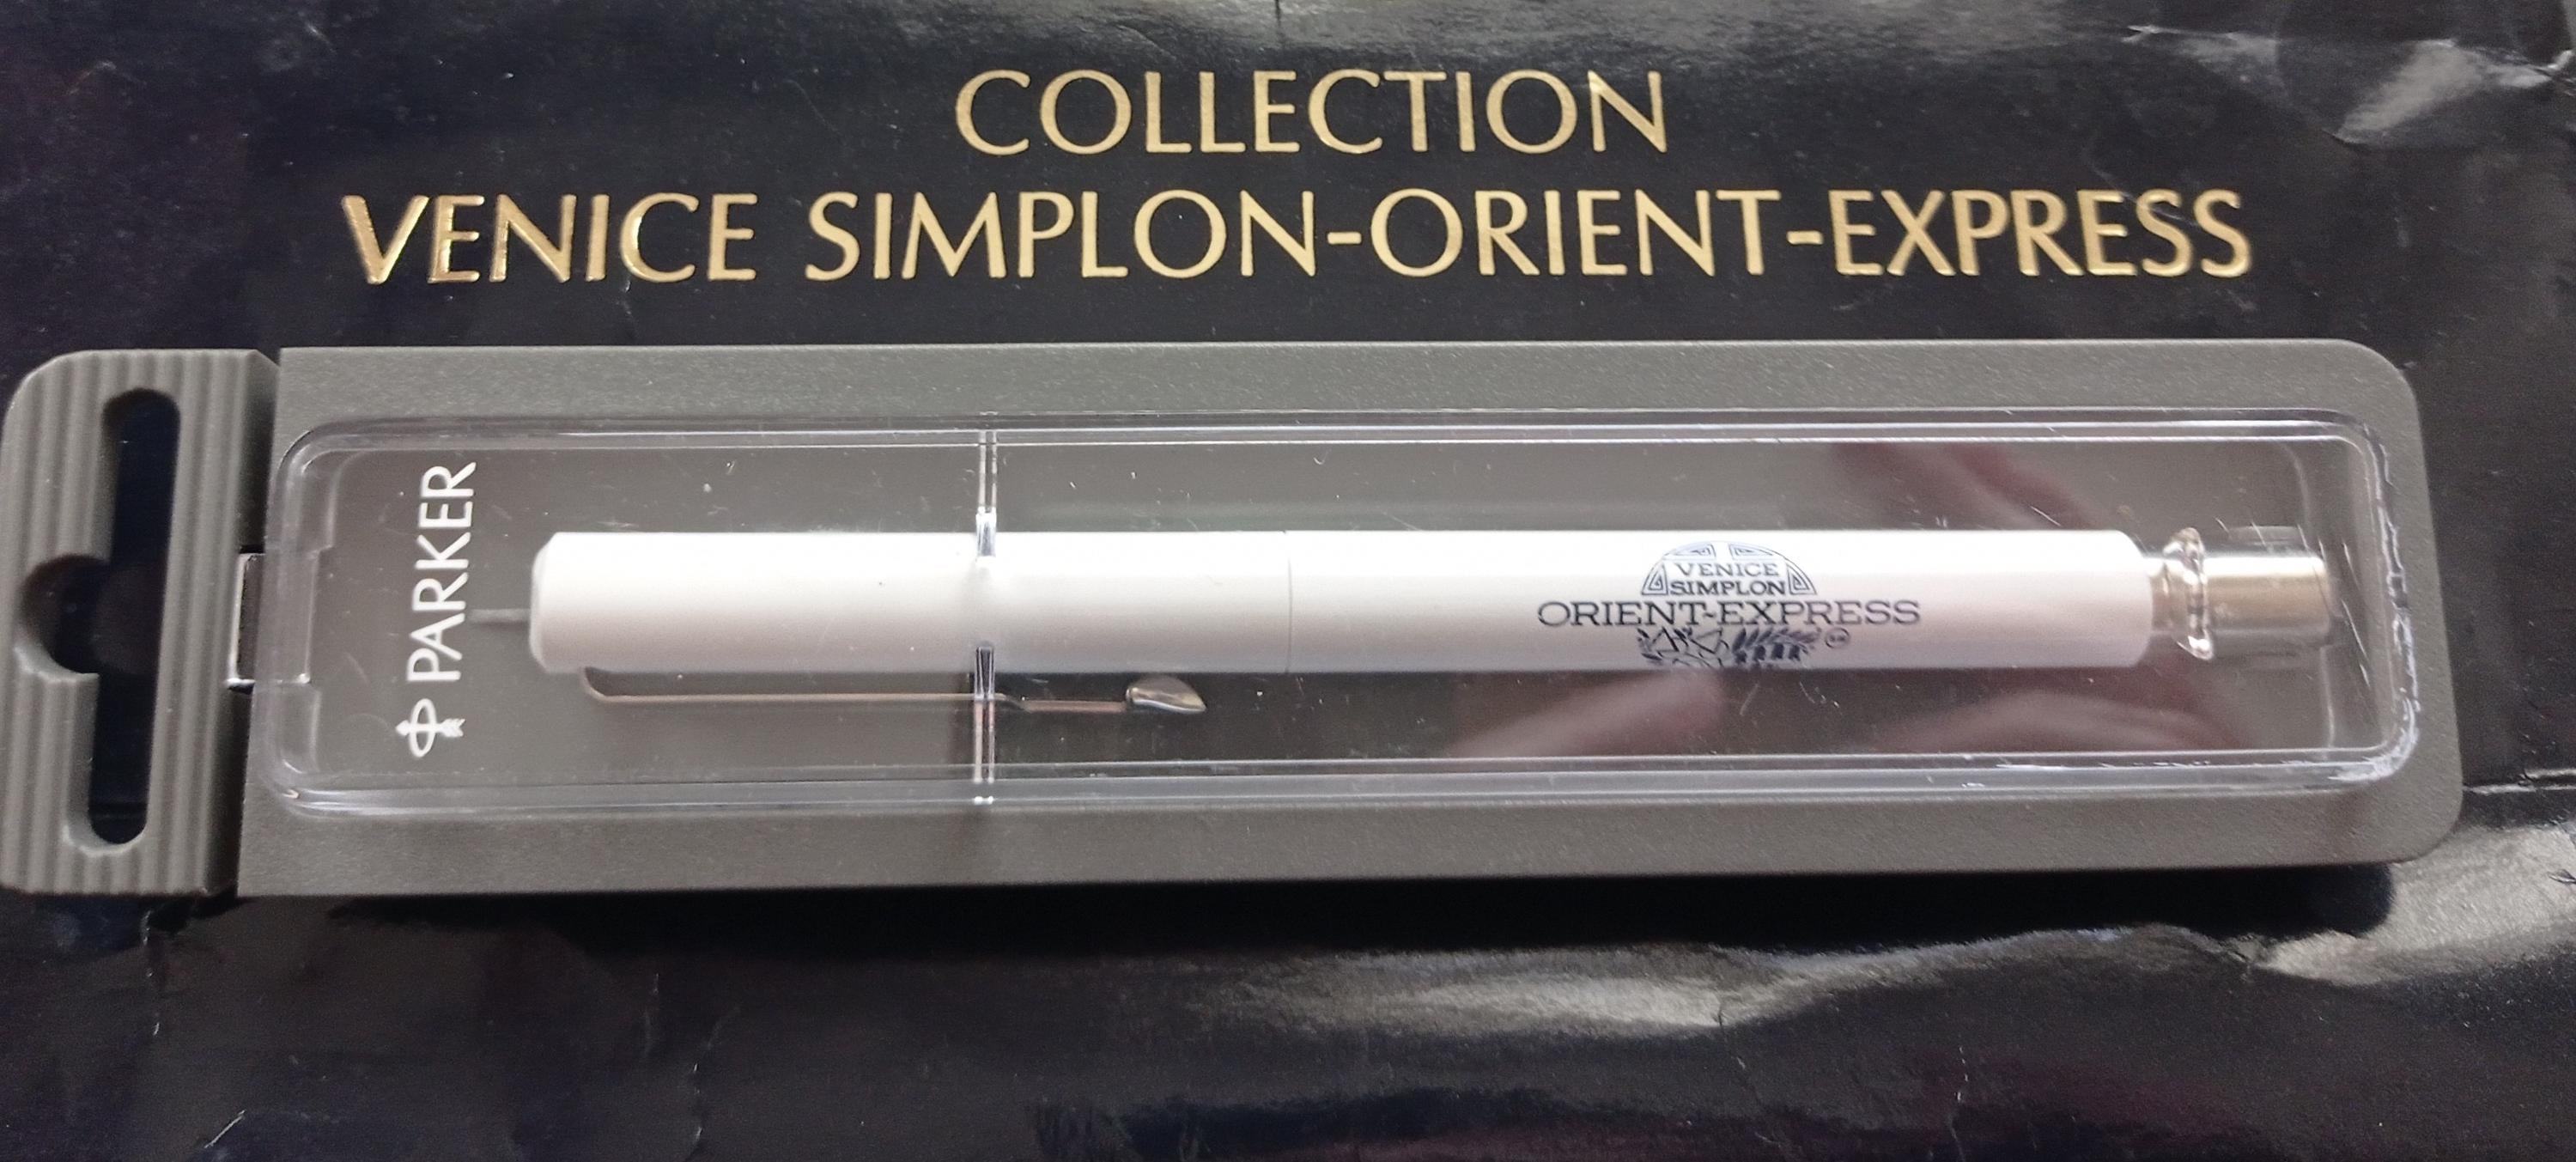 COLLECTION
VENICE SIMPLON-ORIENT-EXPRESS
PARKER
VENICE
SIMPLON
ORIENT-EXPRESS